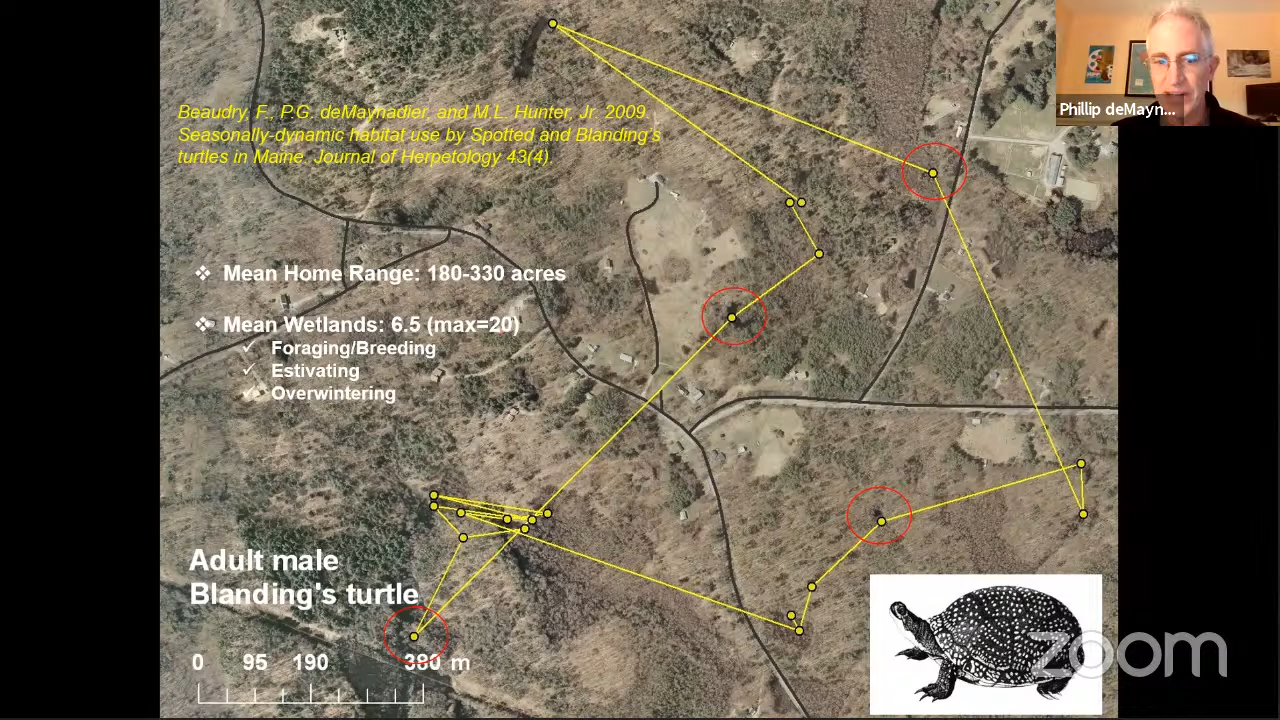 Phillip deMayn...
Beaudry, F., P.G. deMaynadier, and M.L. Hunter, Jr. 2009.
Seasonally-dynamic habitat use by Spotted and Blanding's
turtles in Maine. Journal of Herpetology 43(4).
❖ Mean Home Range: 180-330 acres
❖ Mean Wetlands: 6.5 (max=20)
✓ Foraging/Breeding
✓ Estivating
✓ Overwintering
Adult male
Blanding's turtle
0 95 190 380 m
zoom